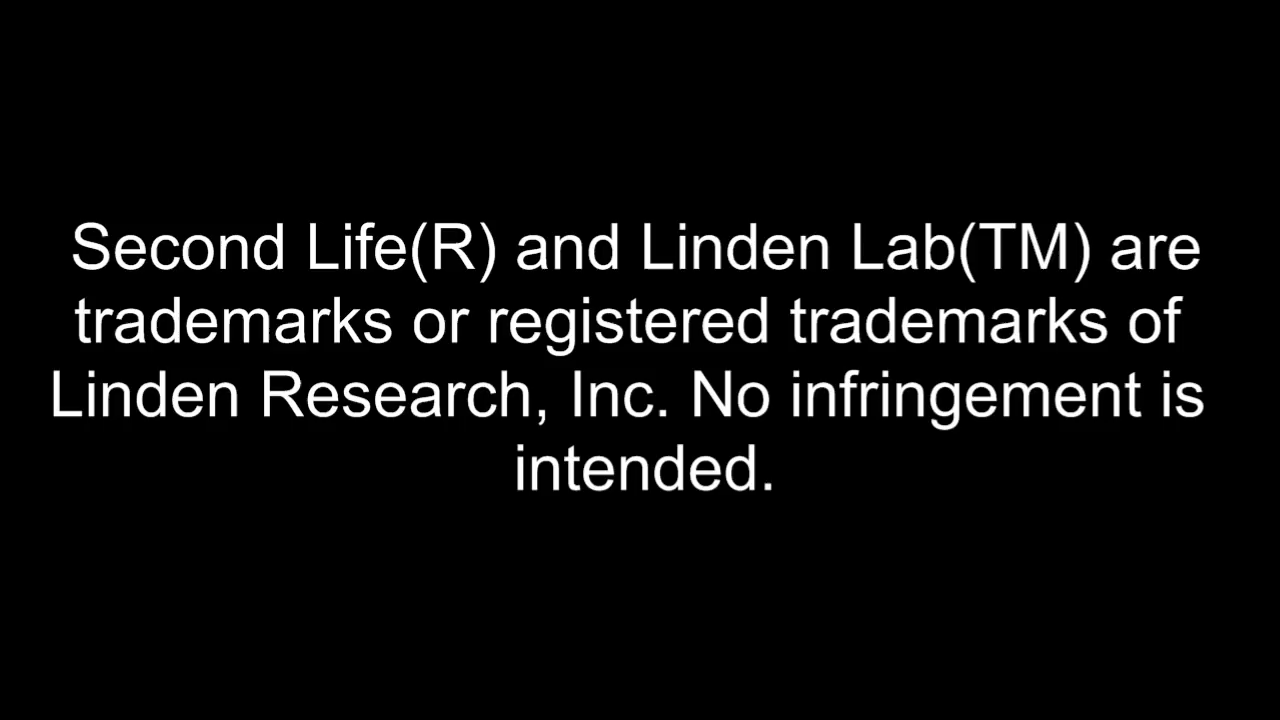 Second Life(R) and Linden Lab(TM) are
trademarks or registered trademarks of
Linden Research, Inc. No infringement is
intended.